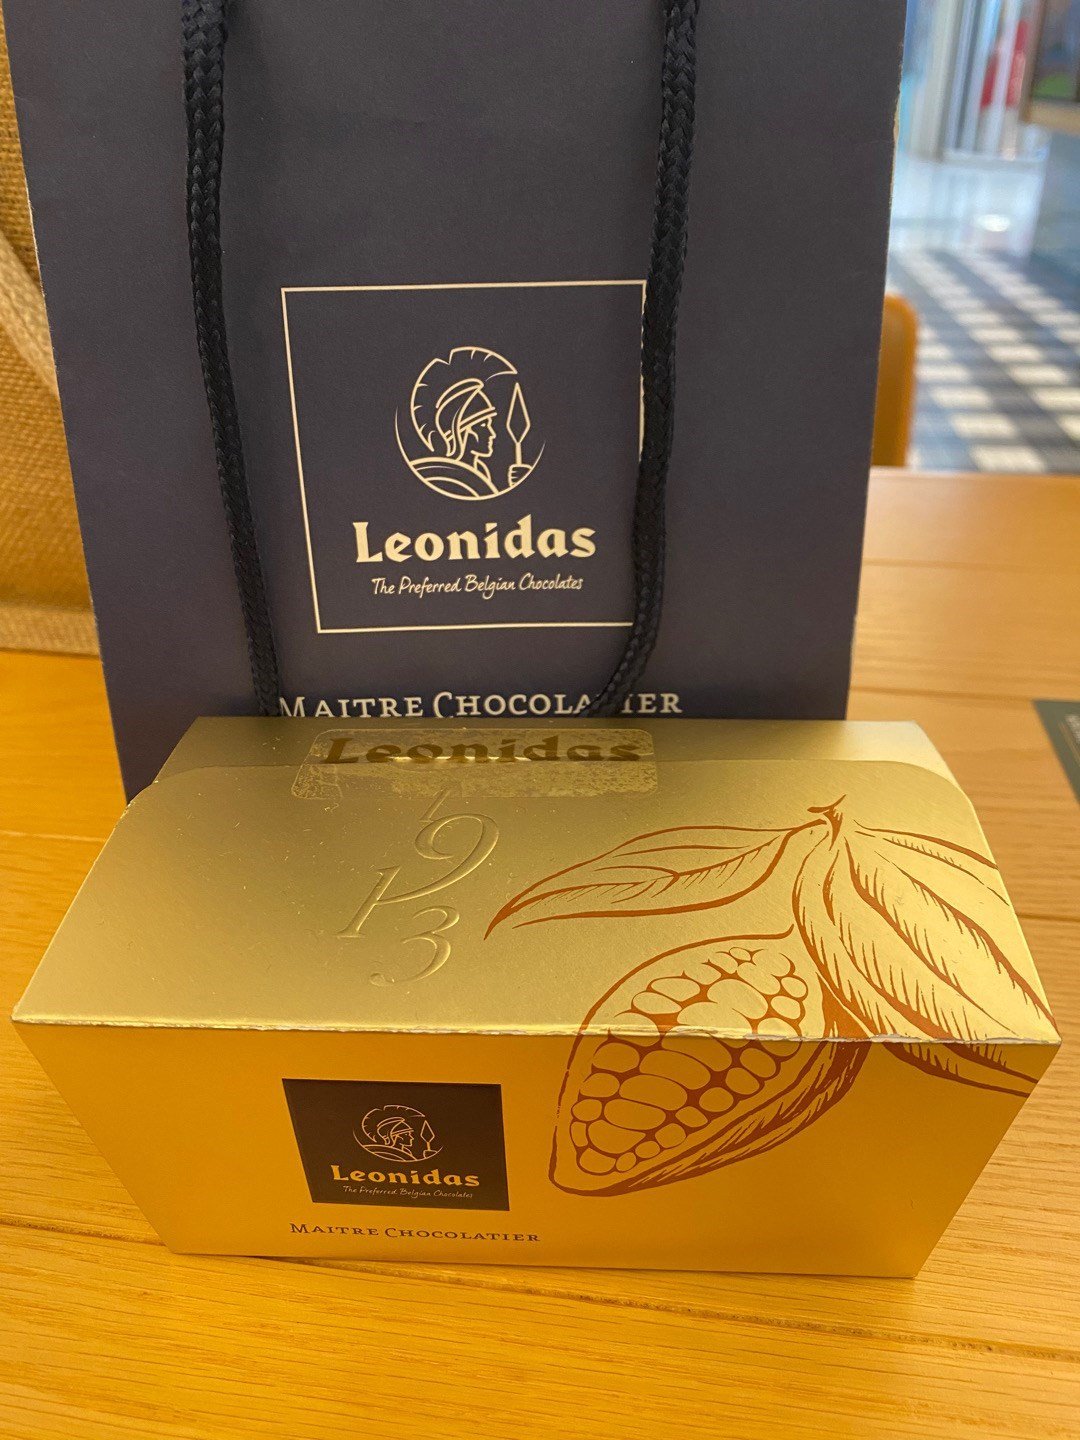 Leonidas
The Preferred Belgian Chocolates
MAITRE CHOCOLATIER
Leonidas
1913
Leonidas
The Preferred Belgian Chocolates
MAITRE CHOCOLATIER